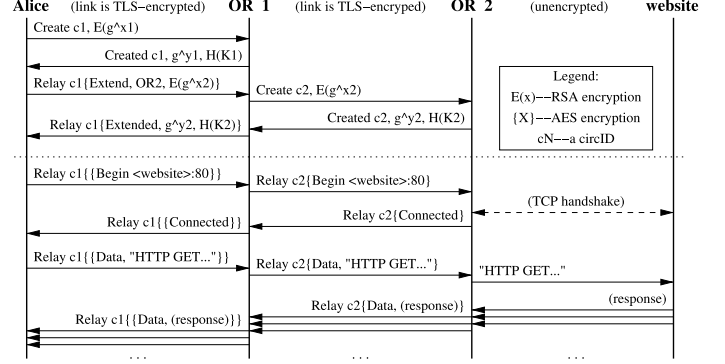 Alice (link is TLS−encrypted) OR 1 (link is TLS−enrypted) OR 2 (unencrypted) website
Create c1, E(g^x1)
Created c1, g^y1, H(K1)
Relay c1{Extend, OR2, E(g^x2)}
Create c2, E(g^x2)
Created c2, g^y2, H(K2)
Relay c1{Extended, g^y2, H(K2)}
Legend:
E(x)−−RSA encryption
{X}−−AES encryption
cN−−a circID
Relay c1{{Begin <website>:80}}
Relay c2{Begin <website>:80}
(TCP handshake)
Relay c2{Connected}
Relay c1{{Connected}}
Relay c1{{Data, "HTTP GET..."}}
Relay c2{Data, "HTTP GET..."}
"HTTP GET..."
(response)
Relay c2{Data, (response)}
Relay c1{{Data, (response)}}
. . . . . . . . .